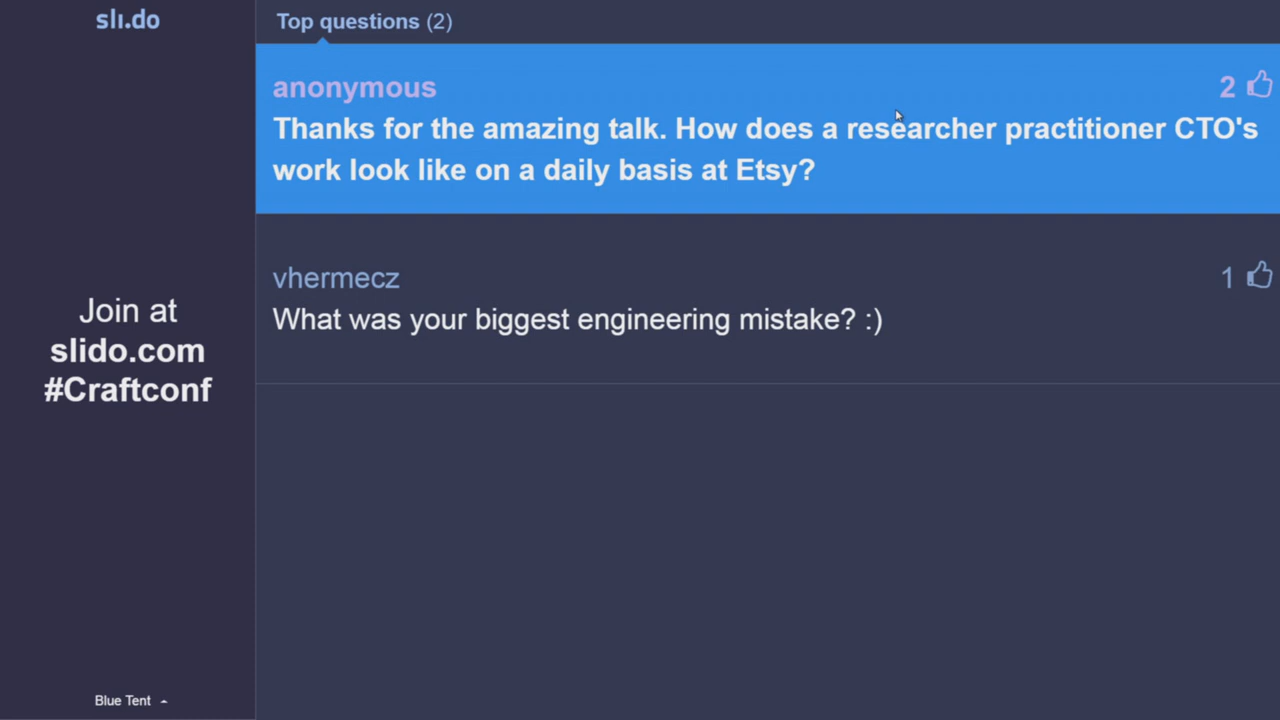 sli.do
Top questions (2)
anonymous
2
Thanks for the amazing talk. How does a researcher practitioner CTO's
work look like on a daily basis at Etsy?
vhermecz
1
What was your biggest engineering mistake? :)
Join at
slido.com
#Craftconf
Blue Tent